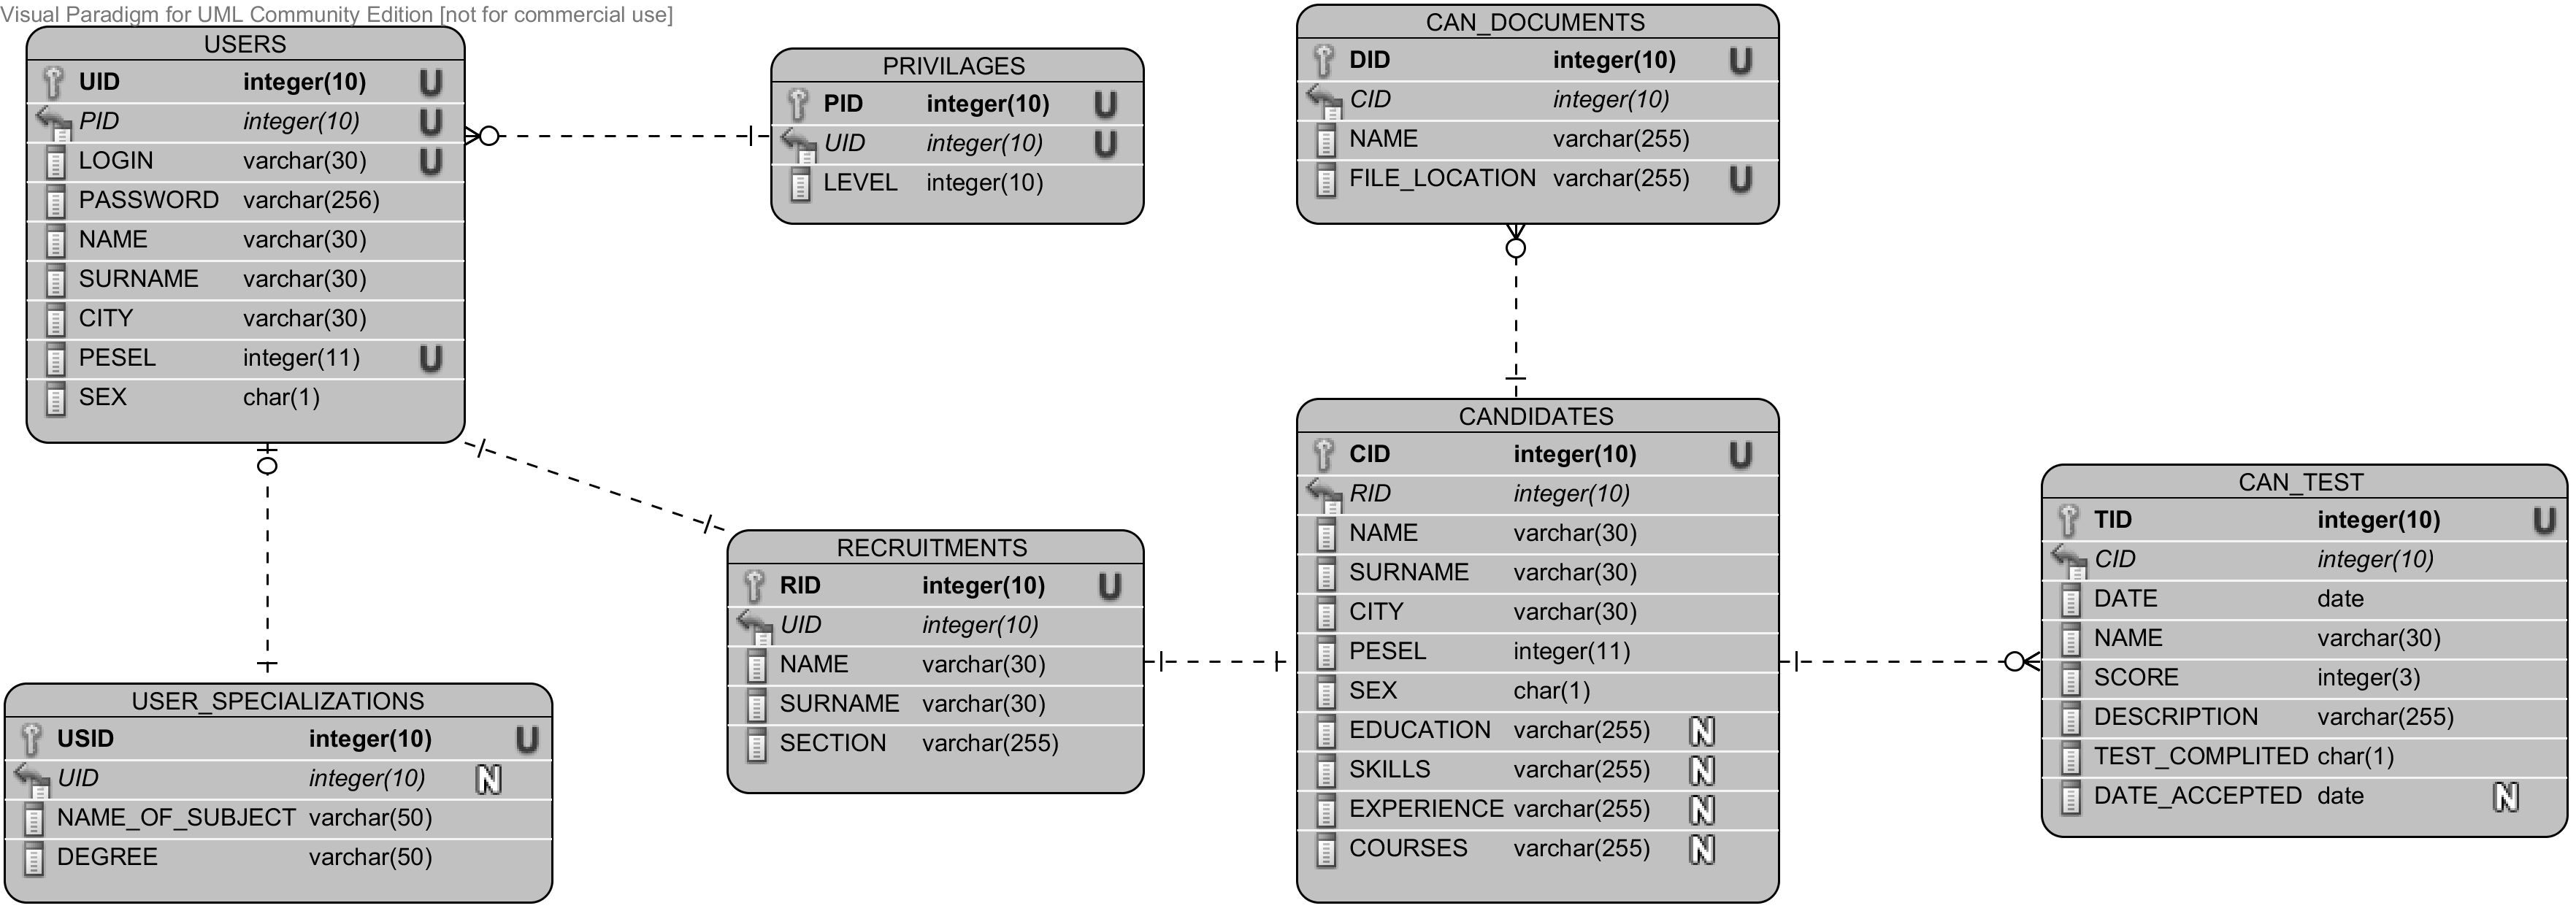 Visual Paradigm for UML Community Edition [not for commercial use]
USERS
UID integer(10) U
PID integer(10) U
LOGIN varchar(30) U
PASSWORD varchar(256)
NAME varchar(30)
SURNAME varchar(30)
CITY varchar(30)
PESEL integer(11) U
SEX char(1)
PRIVILAGES
PID integer(10) U
UID integer(10) U
LEVEL integer(10)
CAN_DOCUMENTS
DID integer(10) U
CID integer(10)
NAME varchar(255)
FILE_LOCATION varchar(255) U
USER_SPECIALIZATIONS
USID integer(10) U
UID integer(10) N
NAME_OF_SUBJECT varchar(50)
DEGREE varchar(50)
RECRUITMENTS
RID integer(10) U
UID integer(10)
NAME varchar(30)
SURNAME varchar(30)
SECTION varchar(255)
CANDIDATES
CID integer(10) U
RID integer(10)
NAME varchar(30)
SURNAME varchar(30)
CITY varchar(30)
PESEL integer(11)
SEX char(1)
EDUCATION varchar(255) N
SKILLS varchar(255) N
EXPERIENCE varchar(255) N
COURSES varchar(255) N
CAN_TEST
TID integer(10) U
CID integer(10)
DATE date
NAME varchar(30)
SCORE integer(3)
DESCRIPTION varchar(255)
TEST_COMPLITED char(1)
DATE_ACCEPTED date N